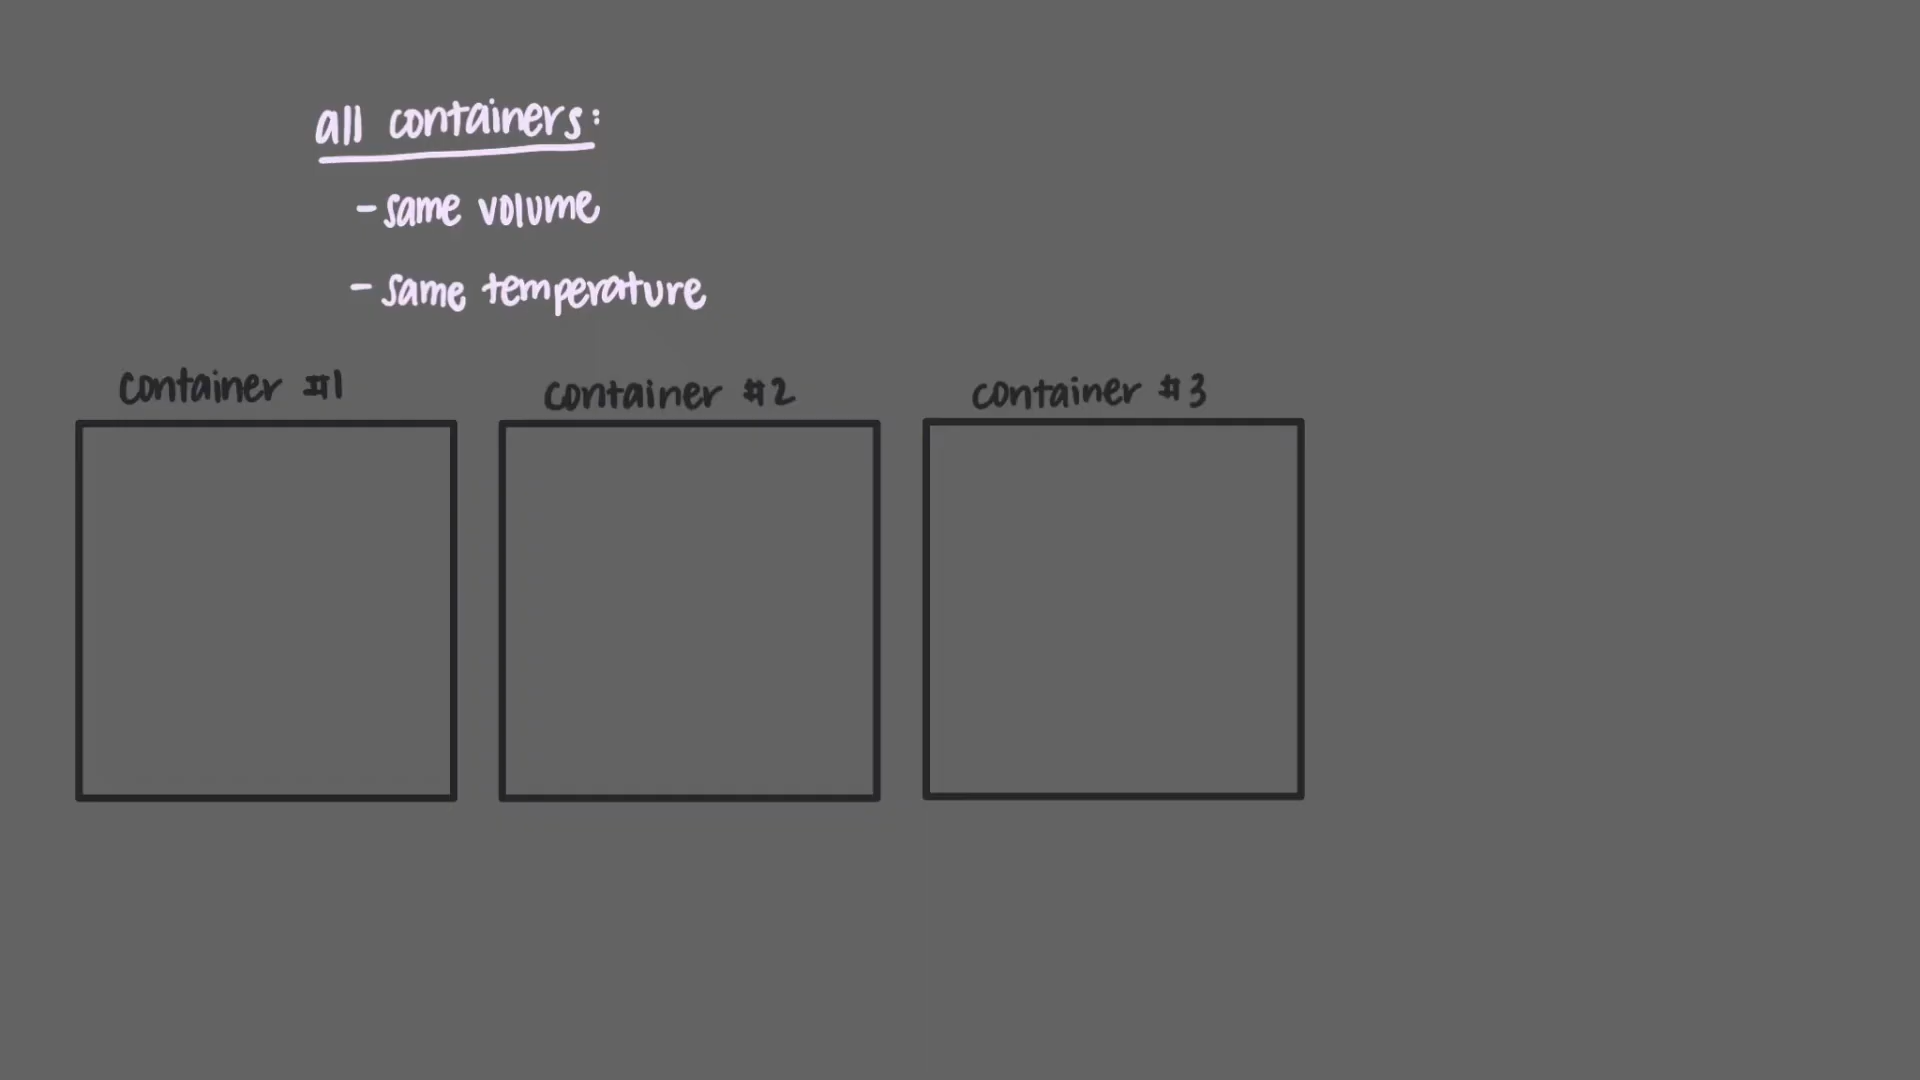 all containers:
- same volume
- same temperature
container #1
container #2
container #3